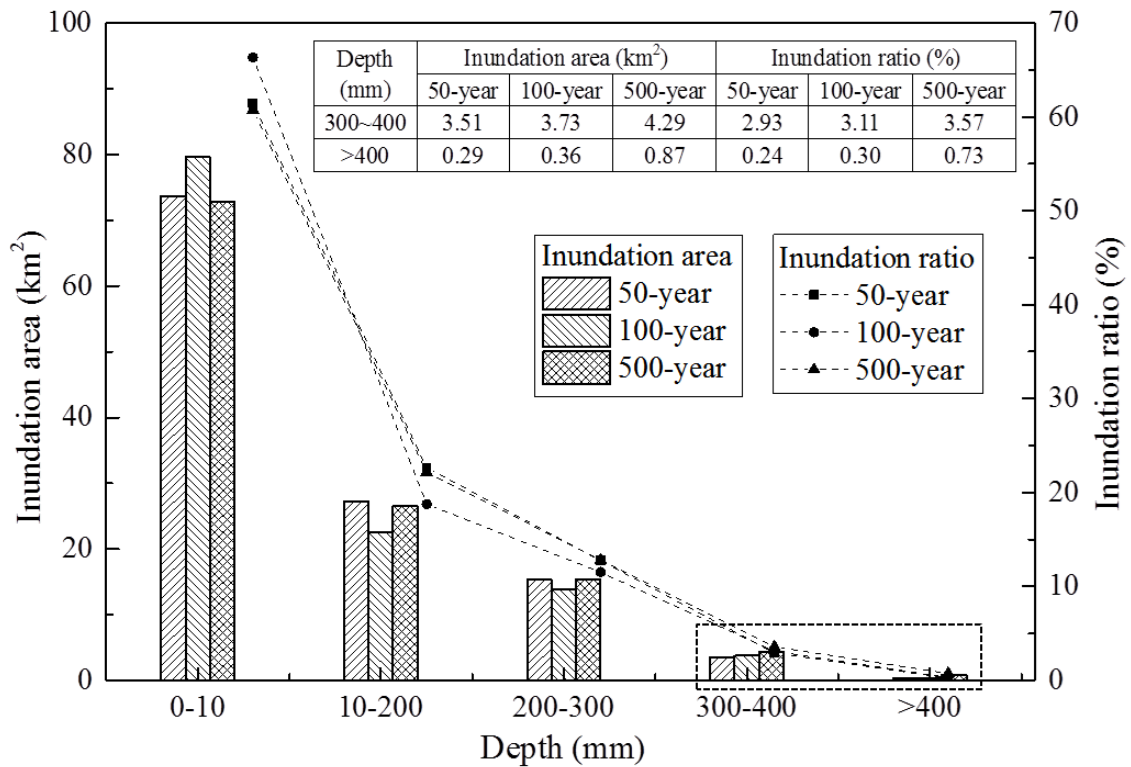 100
80
60
40
20
0
Inundation area (km²)
70
60
50
40
30
20
10
0
Inundation ratio (%)
Depth (mm) Inundation area (km²) Inundation ratio (%)
50-year 100-year 500-year 50-year 100-year 500-year
300~400 3.51 3.73 4.29 2.93 3.11 3.57
>400 0.29 0.36 0.87 0.24 0.30 0.73
Inundation area
50-year
100-year
500-year
Inundation ratio
50-year
100-year
500-year
0-10 10-200 200-300 300-400 >400
Depth (mm)